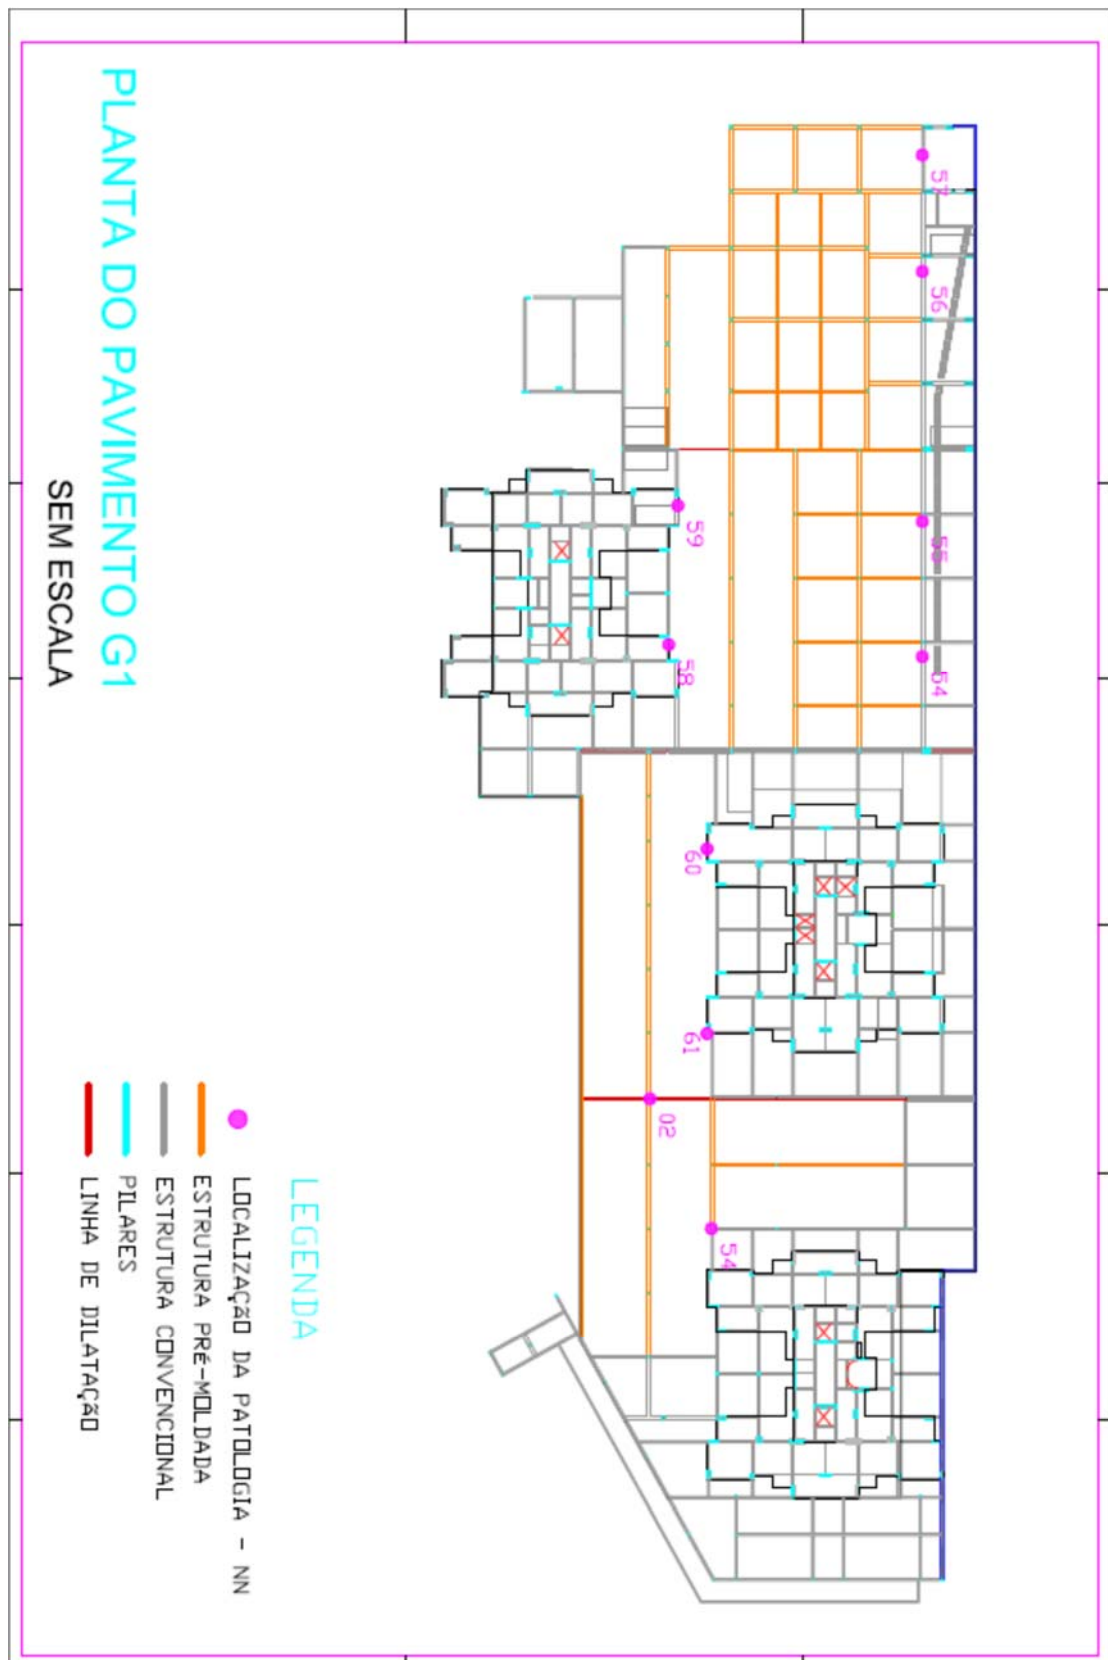 PLANTA DO PAVIMENTO G1
SEM ESCALA
57
56
55
54
59
58
60
61
02
54
LEGENDA
LOCALIZAÇÃO DA PATOLOGIA - NN
ESTRUTURA PRÉ-MOLDADA
ESTRUTURA CONVENCIONAL
PILARES
LINHA DE DILATAÇÃO